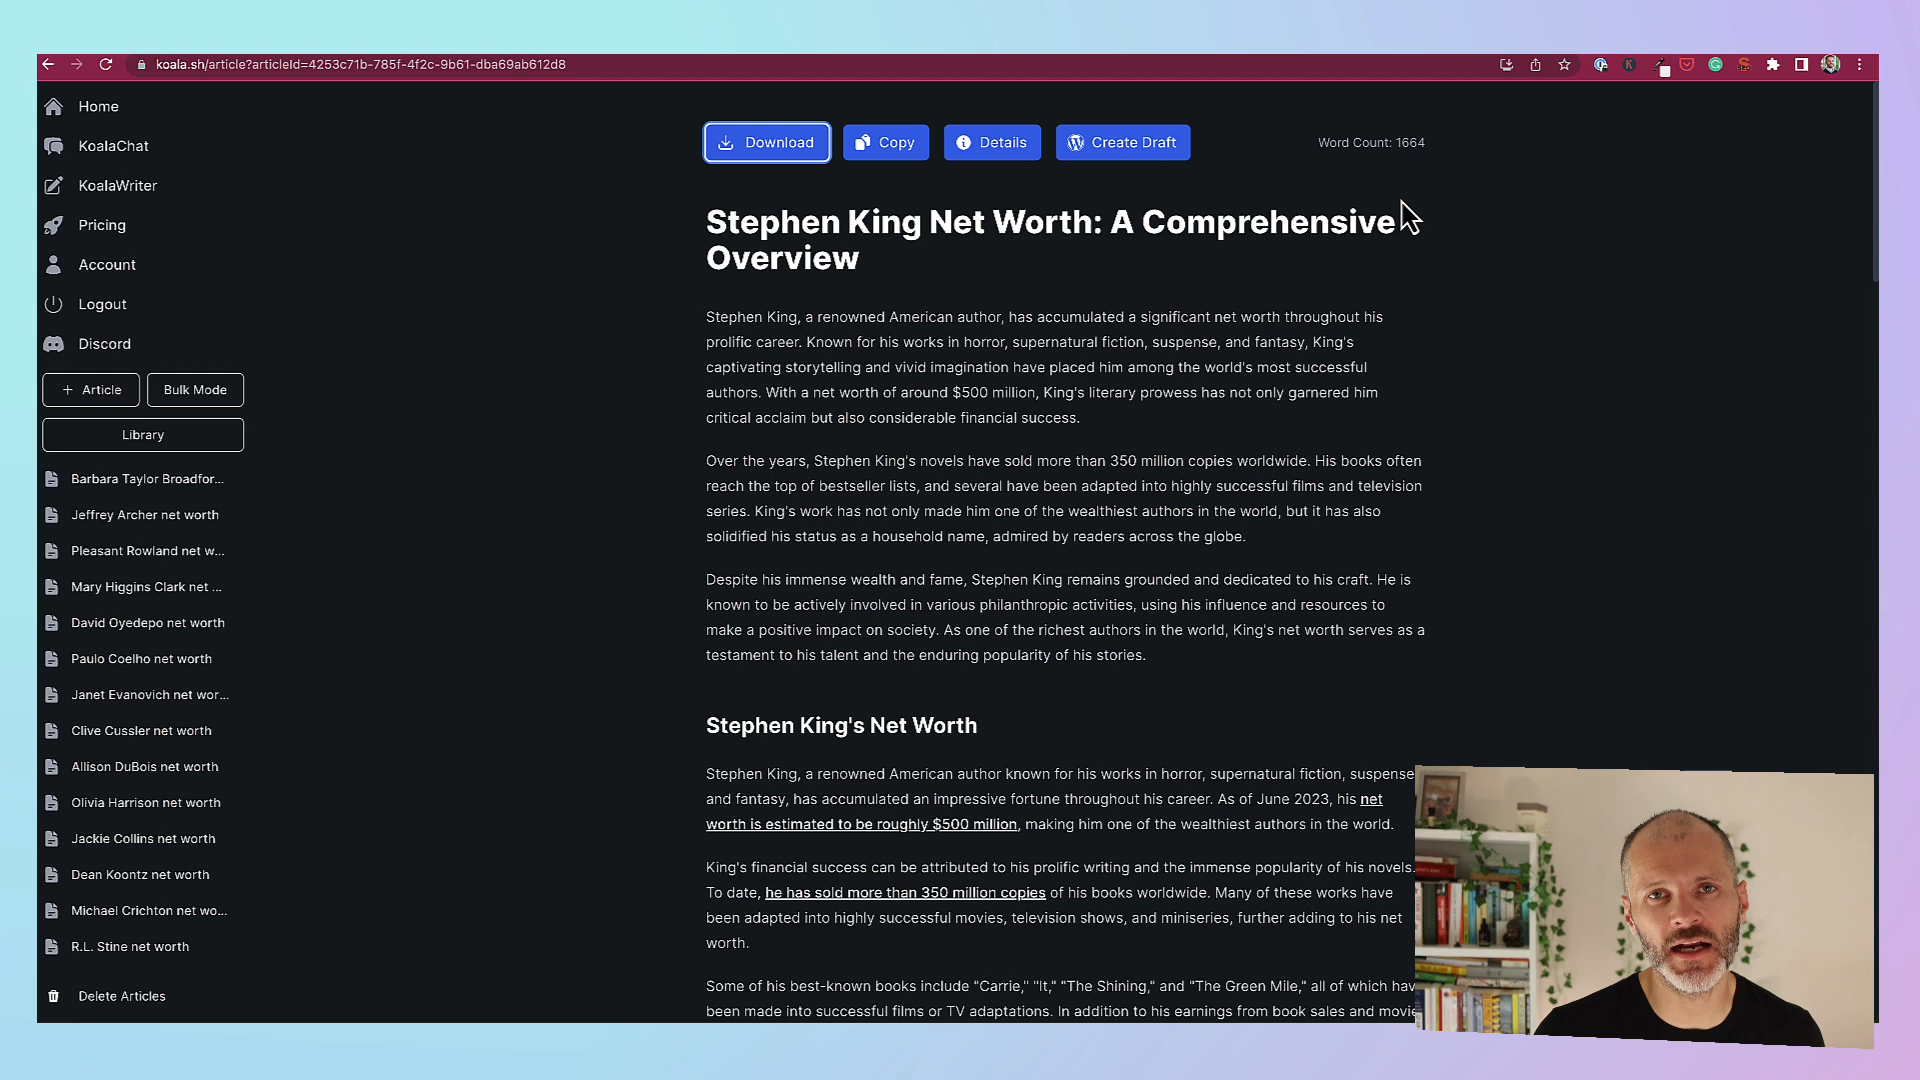 koala.sh/article?articleId=4253c71b-785f-4f2c-9b61-dba69ab612d8
Home
KoalaChat
KoalaWriter
Pricing
Account
Logout
Discord
+ Article
Bulk Mode
Library
Barbara Taylor Broadfor...
Jeffrey Archer net worth
Pleasant Rowland net w...
Mary Higgins Clark net ...
David Oyedepo net worth
Paulo Coelho net worth
Janet Evanovich net wor...
Clive Cussler net worth
Allison DuBois net worth
Olivia Harrison net worth
Jackie Collins net worth
Dean Koontz net worth
Michael Crichton net wo...
R.L. Stine net worth
Delete Articles
Download
Copy
Details
Create Draft
Word Count: 1664
Stephen King Net Worth: A Comprehensive
Overview
Stephen King, a renowned American author, has accumulated a significant net worth throughout his
prolific career. Known for his works in horror, supernatural fiction, suspense, and fantasy, King's
captivating storytelling and vivid imagination have placed him among the world's most successful
authors. With a net worth of around $500 million, King's literary prowess has not only garnered him
critical acclaim but also considerable financial success.
Over the years, Stephen King's novels have sold more than 350 million copies worldwide. His books often
reach the top of bestseller lists, and several have been adapted into highly successful films and television
series. King's work has not only made him one of the wealthiest authors in the world, but it has also
solidified his status as a household name, admired by readers across the globe.
Despite his immense wealth and fame, Stephen King remains grounded and dedicated to his craft. He is
known to be actively involved in various philanthropic activities, using his influence and resources to
make a positive impact on society. As one of the richest authors in the world, King's net worth serves as a
testament to his talent and the enduring popularity of his stories.
Stephen King's Net Worth
Stephen King, a renowned American author known for his works in horror, supernatural fiction, suspense
and fantasy, has accumulated an impressive fortune throughout his career. As of June 2023, his net
worth is estimated to be roughly $500 million, making him one of the wealthiest authors in the world.
King's financial success can be attributed to his prolific writing and the immense popularity of his novels.
To date, he has sold more than 350 million copies of his books worldwide. Many of these works have
been adapted into highly successful movies, television shows, and miniseries, further adding to his net
worth.
Some of his best-known books include "Carrie," "It," "The Shining," and "The Green Mile," all of which hav
been made into successful films or TV adaptations. In addition to his earnings from book sales and movie